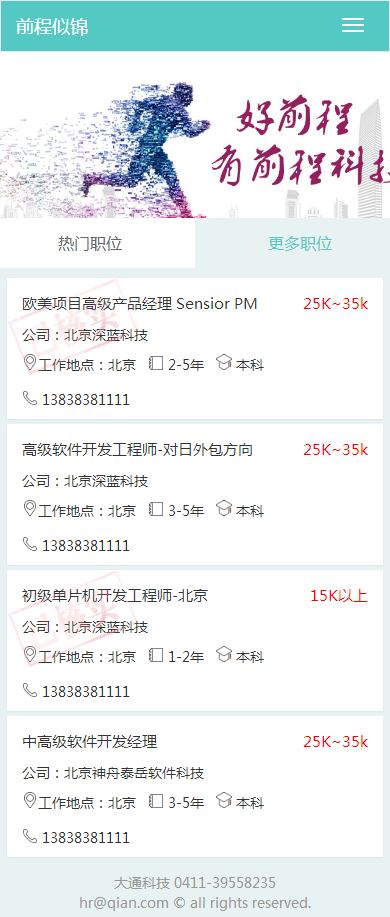 前程似锦
好前程
有前程科技
热门职位
更多职位
欧美项目高级产品经理 Sensior PM
25K~35k
公司：北京深蓝科技
工作地点：北京 2-5年 本科
13838381111
高级软件开发工程师-对日外包方向
25K~35k
公司：北京深蓝科技
工作地点：北京 3-5年 本科
13838381111
初级单片机开发工程师-北京
15K以上
公司：北京深蓝科技
工作地点：北京 1-2年 本科
13838381111
中高级软件开发经理
25K~35k
公司：北京神舟泰岳软件科技
工作地点：北京 3-5年 本科
13838381111
大通科技 0411-39558235
hr@qian.com © all rights reserved.